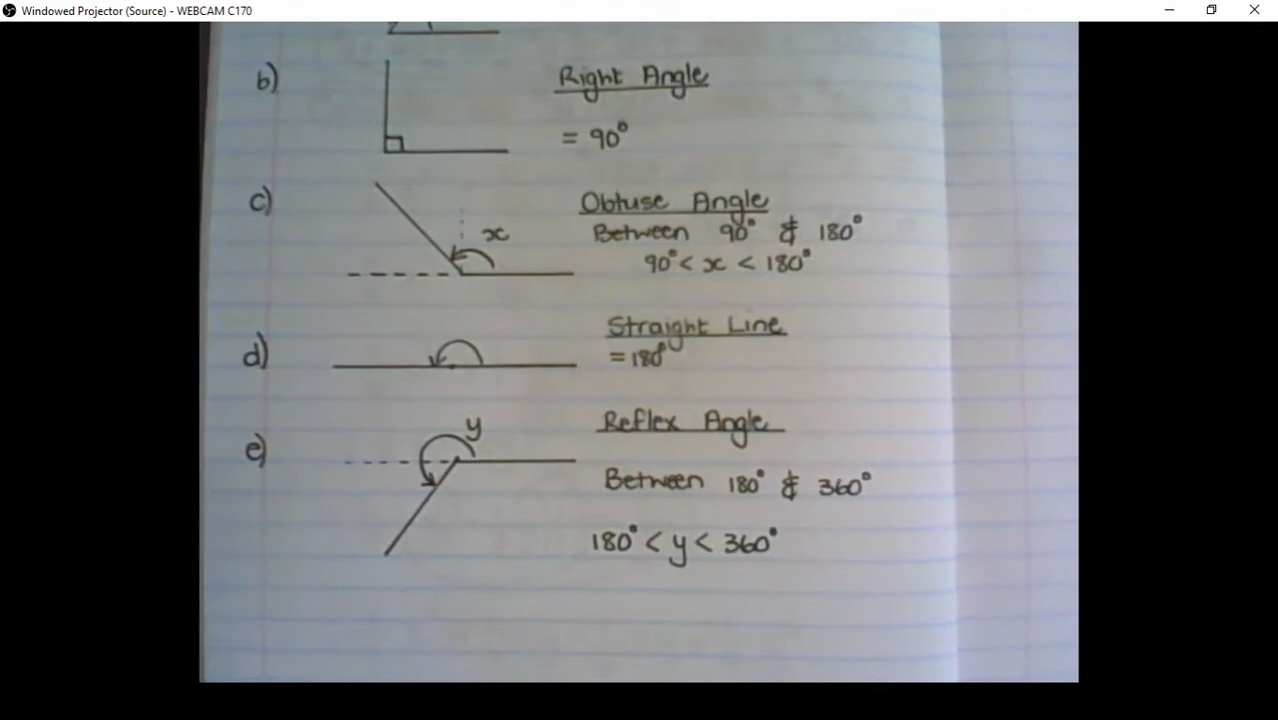 Windowed Projector (Source) - WEBCAM C170
b) Right Angle
= 90°
c) x Obtuse Angle
Between 90° & 180°
90° < x < 180°
d) Straight Line
= 180°
e) y Reflex Angle
Between 180° & 360°
180° < y < 360°